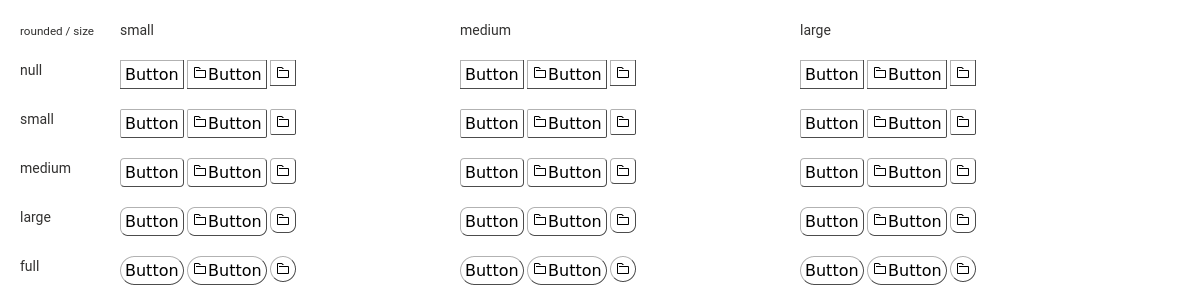 rounded / size small medium large
null Button Button Button Button Button Button
small Button Button Button Button Button Button
medium Button Button Button Button Button Button
large Button Button Button Button Button Button
full Button Button Button Button Button Button